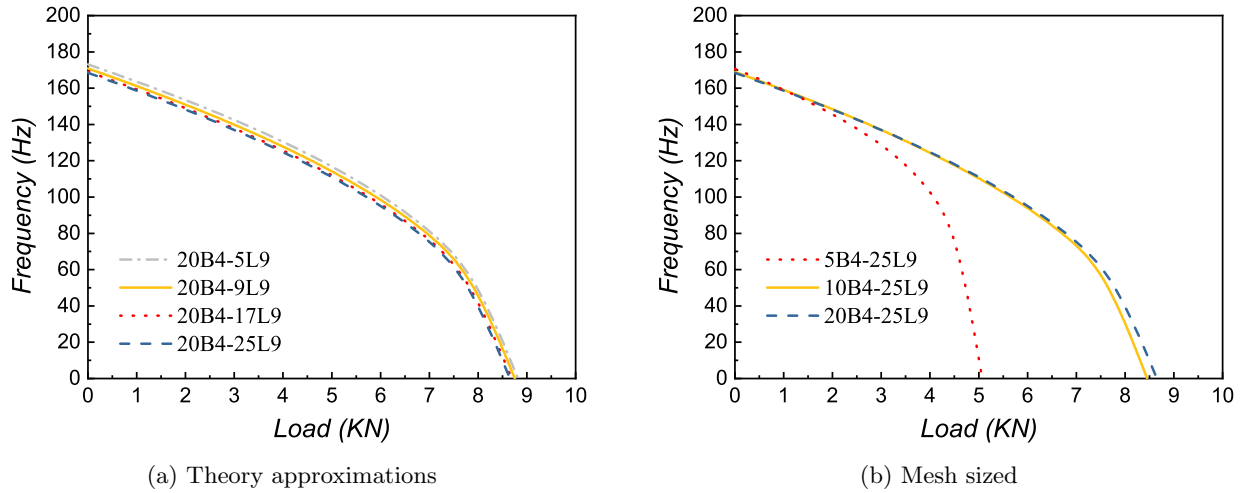 200
180
160
140
120
100
80
60
40
20
0
Frequency (Hz)
20B4-5L9
20B4-9L9
20B4-17L9
20B4-25L9
0 1 2 3 4 5 6 7 8 9 10
Load (KN)
(a) Theory approximations
200
180
160
140
120
100
80
60
40
20
0
Frequency (Hz)
5B4-25L9
10B4-25L9
20B4-25L9
0 1 2 3 4 5 6 7 8 9 10
Load (KN)
(b) Mesh sized